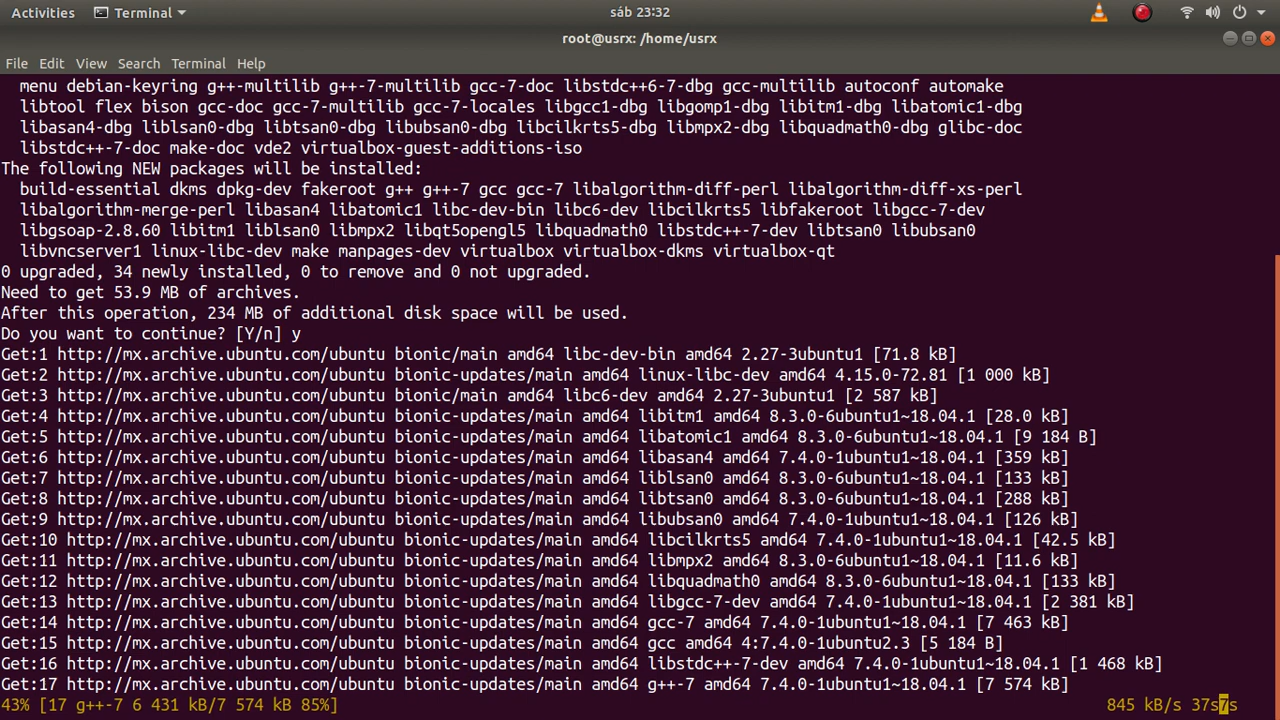 Activities Terminal sáb 23:32
root@usrx: /home/usrx
File Edit View Search Terminal Help
menu debian-keyring g++-multilib g++-7-multilib gcc-7-doc libstdc++6-7-dbg gcc-multilib autoconf automake
libtool flex bison gcc-doc gcc-7-multilib gcc-7-locales libgcc1-dbg libgomp1-dbg libitm1-dbg libatomic1-dbg
libasan4-dbg liblsan0-dbg libtsan0-dbg libubsan0-dbg libcilkrts5-dbg libmpx2-dbg libquadmath0-dbg glibc-doc
libstdc++-7-doc make-doc vde2 virtualbox-guest-additions-iso
The following NEW packages will be installed:
build-essential dkms dpkg-dev fakeroot g++ g++-7 gcc gcc-7 libalgorithm-diff-perl libalgorithm-diff-xs-perl
libalgorithm-merge-perl libasan4 libatomic1 libc-dev-bin libc6-dev libcilkrts5 libfakeroot libgcc-7-dev
libgsoap-2.8.60 libitm1 liblsan0 libmpx2 libqt5opengl5 libquadmath0 libstdc++-7-dev libtsan0 libubsan0
libvncserver1 linux-libc-dev make manpages-dev virtualbox virtualbox-dkms virtualbox-qt
0 upgraded, 34 newly installed, 0 to remove and 0 not upgraded.
Need to get 53.9 MB of archives.
After this operation, 234 MB of additional disk space will be used.
Do you want to continue? [Y/n] y
Get:1 http://mx.archive.ubuntu.com/ubuntu bionic/main amd64 libc-dev-bin amd64 2.27-3ubuntu1 [71.8 kB]
Get:2 http://mx.archive.ubuntu.com/ubuntu bionic-updates/main amd64 linux-libc-dev amd64 4.15.0-72.81 [1 000 kB]
Get:3 http://mx.archive.ubuntu.com/ubuntu bionic/main amd64 libc6-dev amd64 2.27-3ubuntu1 [2 587 kB]
Get:4 http://mx.archive.ubuntu.com/ubuntu bionic-updates/main amd64 libitm1 amd64 8.3.0-6ubuntu1~18.04.1 [28.0 kB]
Get:5 http://mx.archive.ubuntu.com/ubuntu bionic-updates/main amd64 libatomic1 amd64 8.3.0-6ubuntu1~18.04.1 [9 184 B]
Get:6 http://mx.archive.ubuntu.com/ubuntu bionic-updates/main amd64 libasan4 amd64 7.4.0-1ubuntu1~18.04.1 [359 kB]
Get:7 http://mx.archive.ubuntu.com/ubuntu bionic-updates/main amd64 liblsan0 amd64 8.3.0-6ubuntu1~18.04.1 [133 kB]
Get:8 http://mx.archive.ubuntu.com/ubuntu bionic-updates/main amd64 libtsan0 amd64 8.3.0-6ubuntu1~18.04.1 [288 kB]
Get:9 http://mx.archive.ubuntu.com/ubuntu bionic-updates/main amd64 libubsan0 amd64 7.4.0-1ubuntu1~18.04.1 [126 kB]
Get:10 http://mx.archive.ubuntu.com/ubuntu bionic-updates/main amd64 libcilkrts5 amd64 7.4.0-1ubuntu1~18.04.1 [42.5 kB]
Get:11 http://mx.archive.ubuntu.com/ubuntu bionic-updates/main amd64 libmpx2 amd64 8.3.0-6ubuntu1~18.04.1 [11.6 kB]
Get:12 http://mx.archive.ubuntu.com/ubuntu bionic-updates/main amd64 libquadmath0 amd64 8.3.0-6ubuntu1~18.04.1 [133 kB]
Get:13 http://mx.archive.ubuntu.com/ubuntu bionic-updates/main amd64 libgcc-7-dev amd64 7.4.0-1ubuntu1~18.04.1 [2 381 kB]
Get:14 http://mx.archive.ubuntu.com/ubuntu bionic-updates/main amd64 gcc-7 amd64 7.4.0-1ubuntu1~18.04.1 [7 463 kB]
Get:15 http://mx.archive.ubuntu.com/ubuntu bionic-updates/main amd64 gcc amd64 4:7.4.0-1ubuntu2.3 [5 184 B]
Get:16 http://mx.archive.ubuntu.com/ubuntu bionic-updates/main amd64 libstdc++-7-dev amd64 7.4.0-1ubuntu1~18.04.1 [1 468 kB]
Get:17 http://mx.archive.ubuntu.com/ubuntu bionic-updates/main amd64 g++-7 amd64 7.4.0-1ubuntu1~18.04.1 [7 574 kB]
43% [17 g++-7 6 431 kB/7 574 kB 85%] 845 kB/s 37s7s